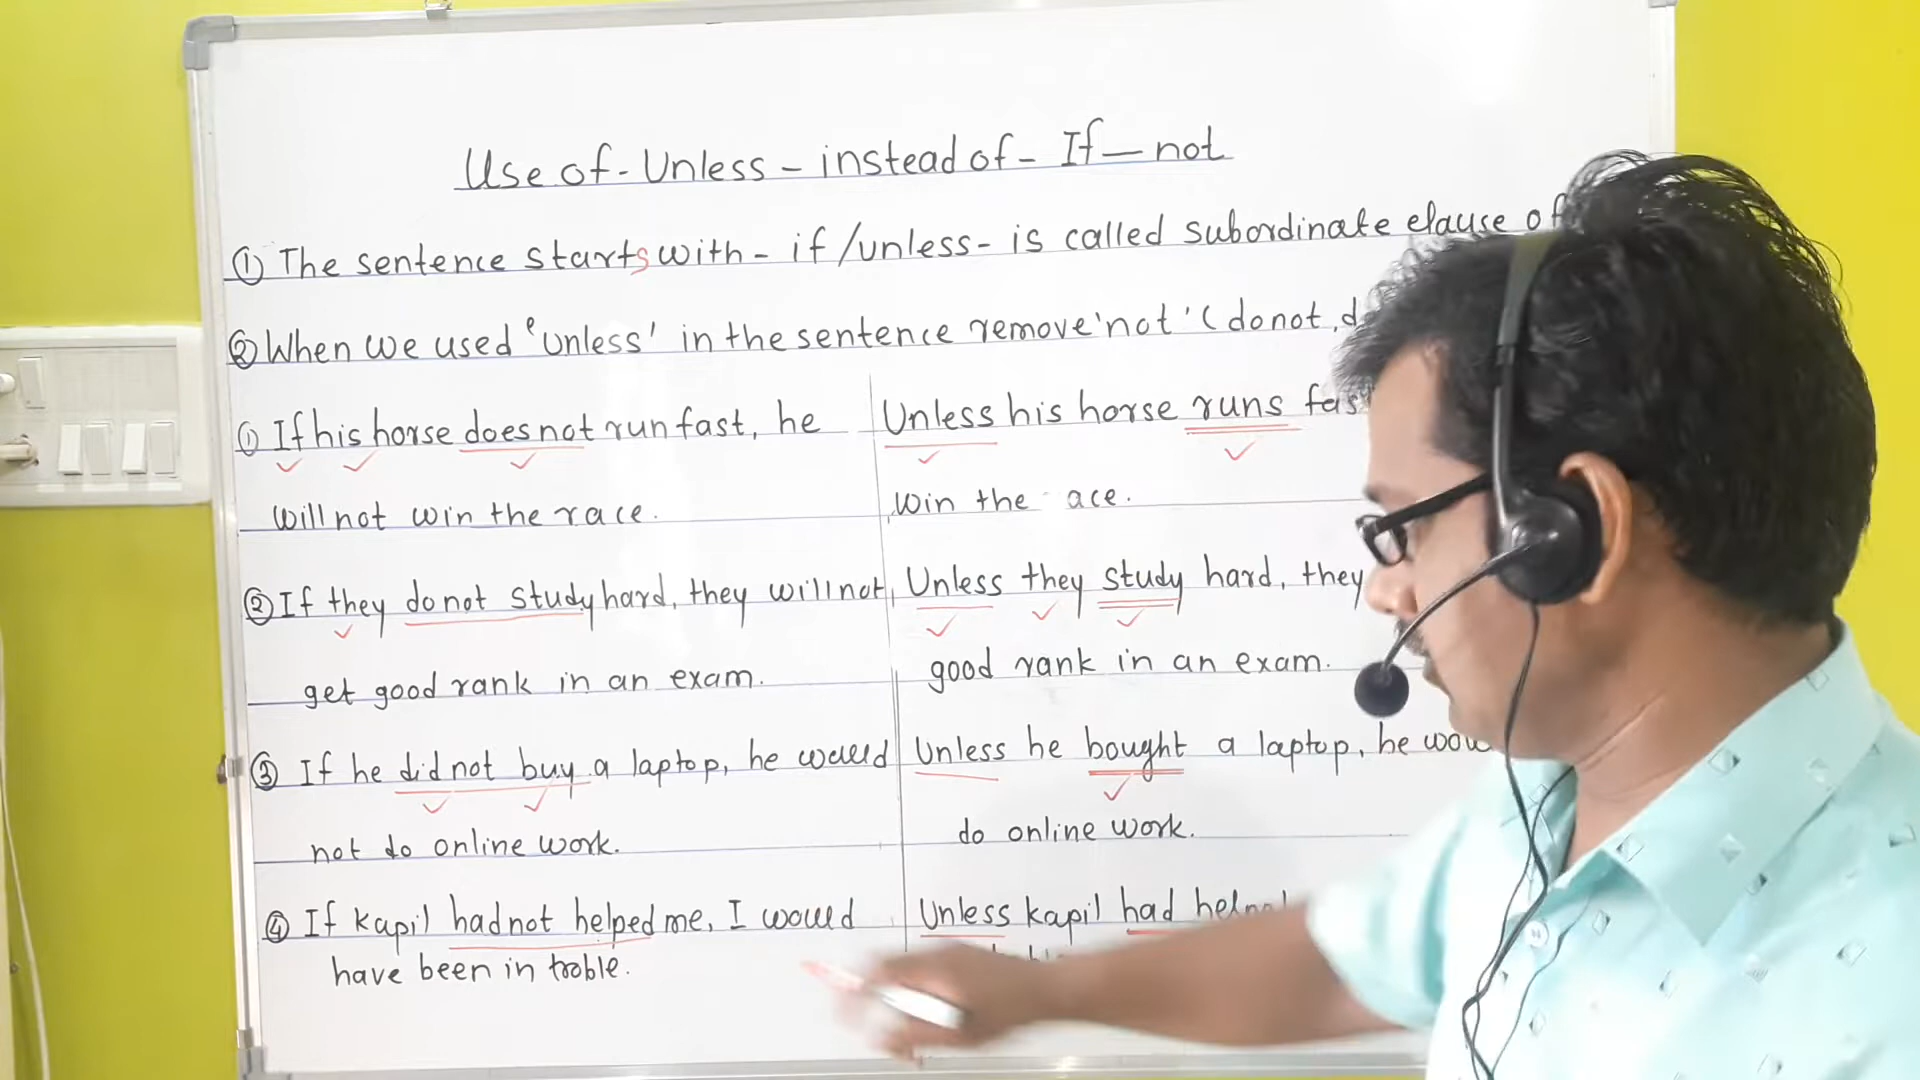 Use of - Unless - instead of - If — not
① The sentence starts with - if /unless - is called subordinate clause of
② When we used 'Unless' in the sentence remove 'not' ( do not, d
① If his horse does not run fast, he
will not win the race.
② If they do not study hard, they will not
get good rank in an exam.
③ If he did not buy a laptop, he would
not do online work.
④ If kapil had not helped me, I would
have been in troble.
Unless his horse runs fas
win the ace.
Unless they study hard, they
good rank in an exam.
Unless he bought a laptop, he wou
do online work.
Unless kapil had help